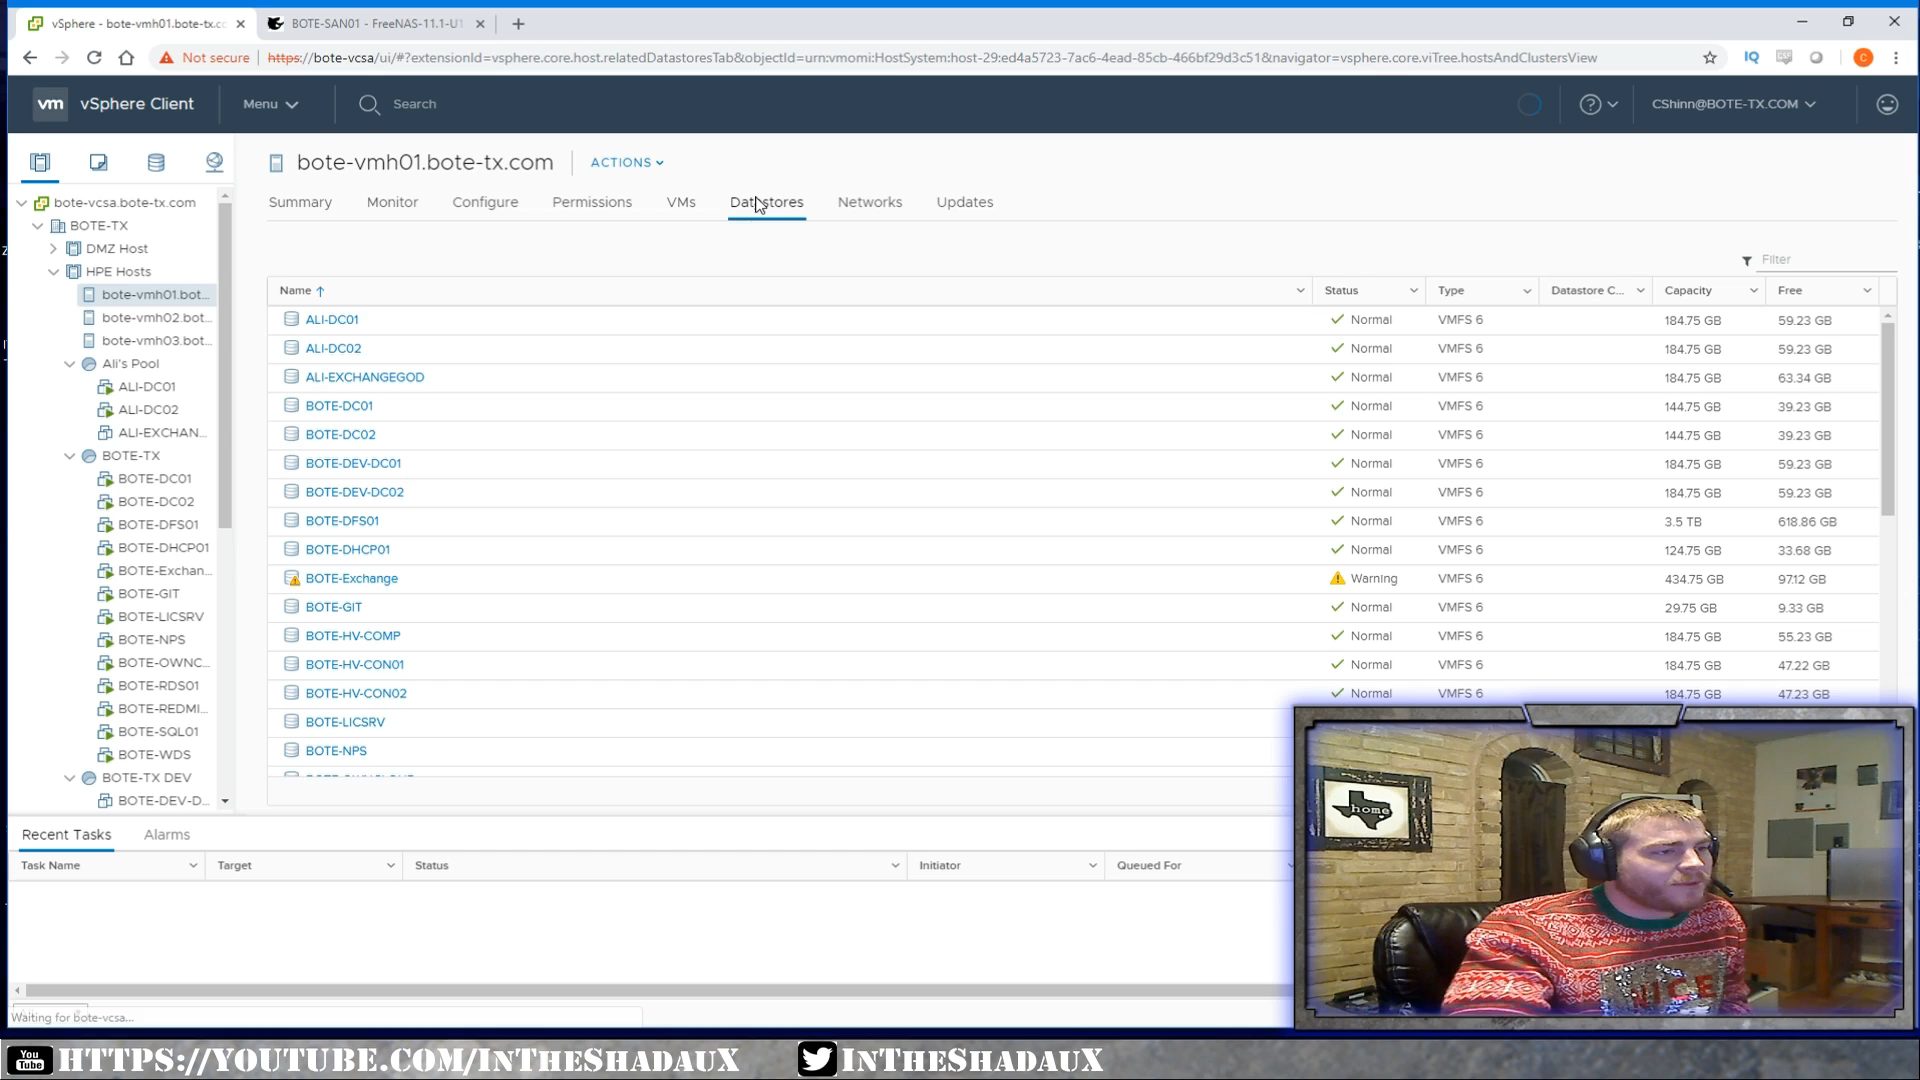 vSphere - bote-vmh01.bote-tx.co
BOTE-SAN01 - FreeNAS-11.1-U1
Not secure
https://bote-vcsa/ui/#?extensionId=vsphere.core.host.relatedDatastoresTab&objectId=urn:vmomi:HostSystem:host-29:ed4a5723-7ac6-4ead-85cb-466bf29d3c51&navigator=vsphere.core.viTree.hostsAndClustersView
IQ
C
vm vSphere Client
Menu
Search
CShinn@BOTE-TX.COM
bote-vmh01.bote-tx.com
ACTIONS
Summary Monitor Configure Permissions VMs Datastores Networks Updates
bote-vcsa.bote-tx.com
BOTE-TX
DMZ Host
HPE Hosts
bote-vmh01.bot...
bote-vmh02.bot...
bote-vmh03.bot...
Ali's Pool
ALI-DC01
ALI-DC02
ALI-EXCHAN...
BOTE-TX
BOTE-DC01
BOTE-DC02
BOTE-DFS01
BOTE-DHCP01
BOTE-Exchan...
BOTE-GIT
BOTE-LICSRV
BOTE-NPS
BOTE-OWNC...
BOTE-RDS01
BOTE-REDMI...
BOTE-SQL01
BOTE-WDS
BOTE-TX DEV
BOTE-DEV-D...
Filter
Name Status Type Datastore C... Capacity Free
ALI-DC01 Normal VMFS 6 184.75 GB 59.23 GB
ALI-DC02 Normal VMFS 6 184.75 GB 59.23 GB
ALI-EXCHANGEGOD Normal VMFS 6 184.75 GB 63.34 GB
BOTE-DC01 Normal VMFS 6 144.75 GB 39.23 GB
BOTE-DC02 Normal VMFS 6 144.75 GB 39.23 GB
BOTE-DEV-DC01 Normal VMFS 6 184.75 GB 59.23 GB
BOTE-DEV-DC02 Normal VMFS 6 184.75 GB 59.23 GB
BOTE-DFS01 Normal VMFS 6 3.5 TB 618.86 GB
BOTE-DHCP01 Normal VMFS 6 124.75 GB 33.68 GB
BOTE-Exchange Warning VMFS 6 434.75 GB 97.12 GB
BOTE-GIT Normal VMFS 6 29.75 GB 9.33 GB
BOTE-HV-COMP Normal VMFS 6 184.75 GB 55.23 GB
BOTE-HV-CON01 Normal VMFS 6 184.75 GB 47.22 GB
BOTE-HV-CON02 Normal VMFS 6 184.75 GB 47.23 GB
BOTE-LICSRV
BOTE-NPS
Recent Tasks Alarms
Task Name Target Status Initiator Queued For
Waiting for bote-vcsa...
home
NICE
You Tube HTTPS://YOUTUBE.COM/INTHESHADAUX INTHESHADAUX